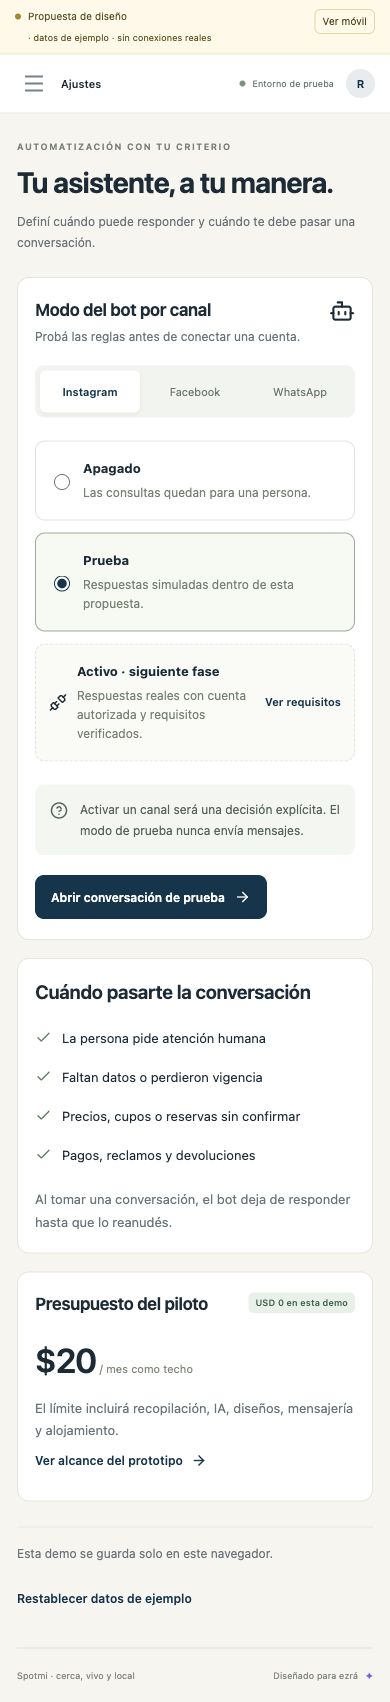 Propuesta de diseño
· datos de ejemplo · sin conexiones reales
Ver móvil
Ajustes
Entorno de prueba
R
AUTOMATIZACIÓN CON TU CRITERIO
Tu asistente, a tu manera.
Definí cuándo puede responder y cuándo te debe pasar una
conversación.
Modo del bot por canal
Probá las reglas antes de conectar una cuenta.
Instagram
Facebook
WhatsApp
Apagado
Las consultas quedan para una persona.
Prueba
Respuestas simuladas dentro de esta
propuesta.
Activo · siguiente fase
Respuestas reales con cuenta
autorizada y requisitos
verificados.
Ver requisitos
Activar un canal será una decisión explícita. El
modo de prueba nunca envía mensajes.
Abrir conversación de prueba
Cuándo pasarte la conversación
La persona pide atención humana
Faltan datos o perdieron vigencia
Precios, cupos o reservas sin confirmar
Pagos, reclamos y devoluciones
Al tomar una conversación, el bot deja de responder
hasta que lo reanudés.
Presupuesto del piloto
USD 0 en esta demo
$20 / mes como techo
El límite incluirá recopilación, IA, diseños, mensajería
y alojamiento.
Ver alcance del prototipo
Esta demo se guarda solo en este navegador.
Restablecer datos de ejemplo
Spotmi · cerca, vivo y local
Diseñado para ezrá